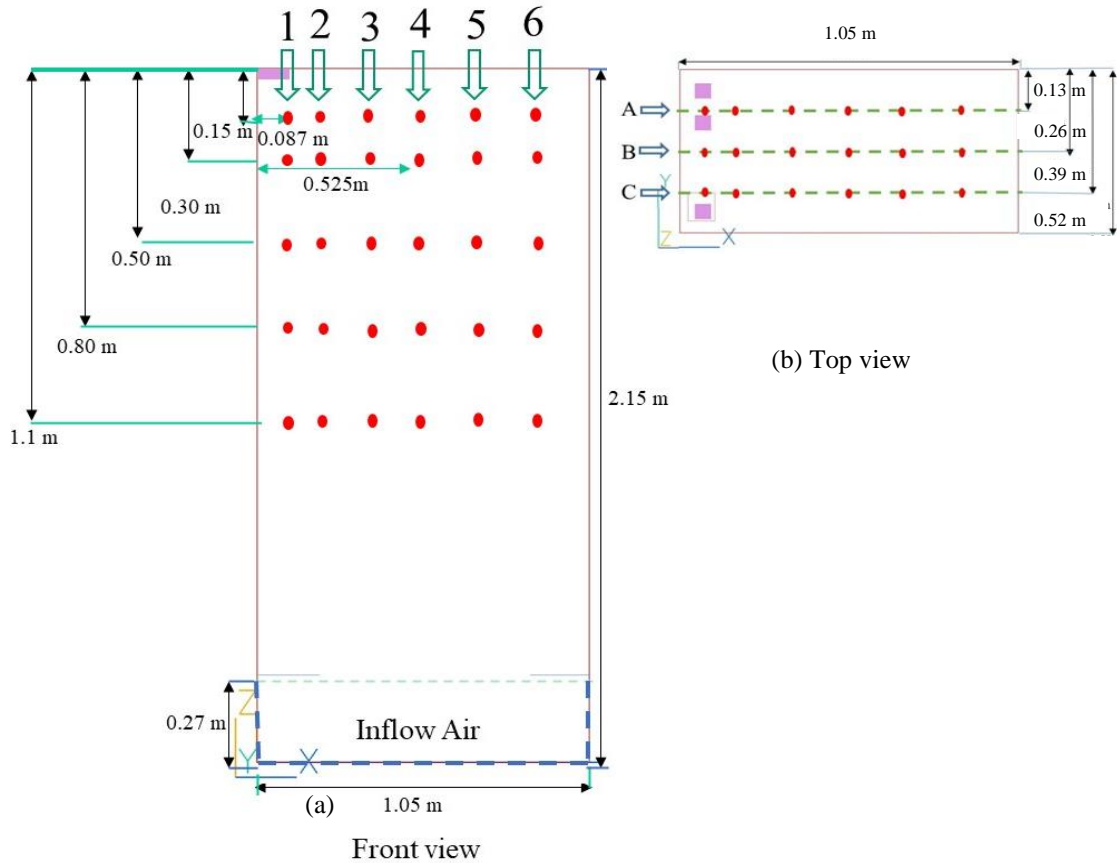 1 2 3 4 5 6
0.15 m
0.087 m
0.525m
0.30 m
0.50 m
0.80 m
1.1 m
2.15 m
0.27 m
Z
Inflow Air
Y X
(a)
1.05 m
Front view
1.05 m
0.13 m
A
0.26 m
B
0.39 m
C
Y
0.52 m
Z X
(b) Top view